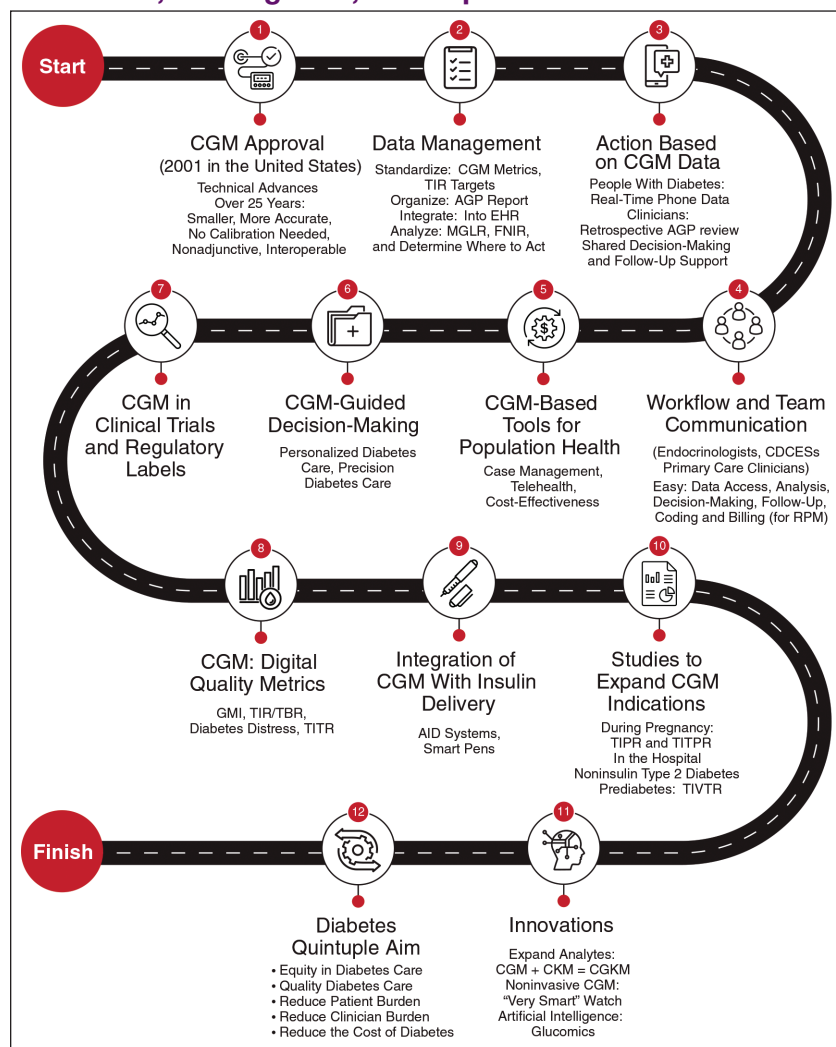 Start
1
CGM Approval
(2001 in the United States)
Technical Advances
Over 25 Years:
Smaller, More Accurate,
No Calibration Needed,
Nonadjunctive, Interoperable
2
Data Management
Standardize: CGM Metrics,
TIR Targets
Organize: AGP Report
Integrate: Into EHR
Analyze: MGLR, FNIR,
and Determine Where to Act
3
Action Based
on CGM Data
People With Diabetes:
Real-Time Phone Data
Clinicians:
Retrospective AGP review
Shared Decision-Making
and Follow-Up Support
4
Workflow and Team
Communication
(Endocrinologists, CDCESs
Primary Care Clinicians)
Easy: Data Access, Analysis,
Decision-Making, Follow-Up,
Coding and Billing (for RPM)
5
CGM-Based
Tools for
Population Health
Case Management,
Telehealth,
Cost-Effectiveness
6
CGM-Guided
Decision-Making
Personalized Diabetes
Care, Precision
Diabetes Care
7
CGM in
Clinical Trials
and Regulatory
Labels
8
CGM: Digital
Quality Metrics
GMI, TIR/TBR,
Diabetes Distress, TITR
9
Integration of
CGM With Insulin
Delivery
AID Systems,
Smart Pens
10
Studies to
Expand CGM
Indications
During Pregnancy:
TIPR and TITPR
In the Hospital
Noninsulin Type 2 Diabetes
Prediabetes: TIVTR
11
Innovations
Expand Analytes:
CGM + CKM = CGKM
Noninvasive CGM:
“Very Smart” Watch
Artificial Intelligence:
Glucomics
12
Diabetes
Quintuple Aim
• Equity in Diabetes Care
• Quality Diabetes Care
• Reduce Patient Burden
• Reduce Clinician Burden
• Reduce the Cost of Diabetes
Finish